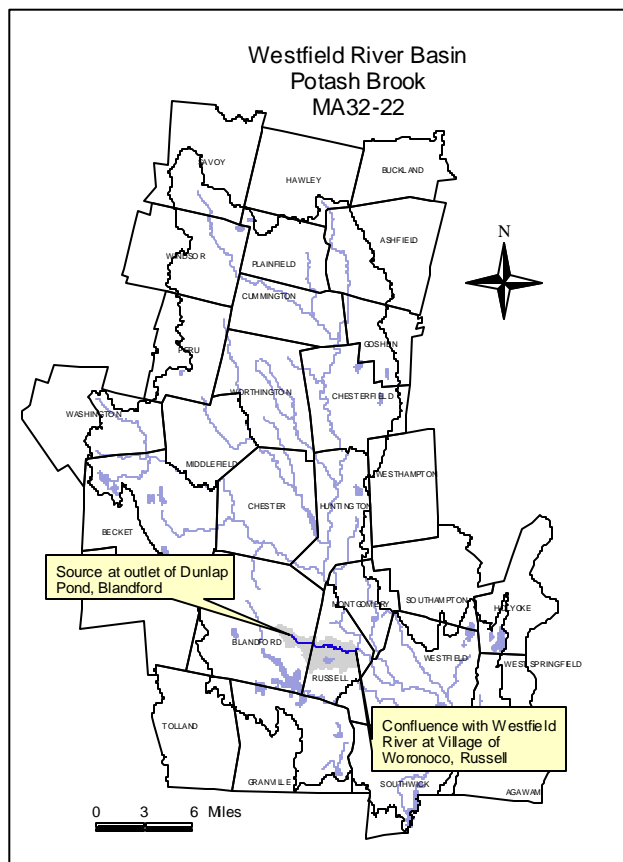 Westfield River Basin
Potash Brook
MA32-22
SAVOY
HAWLEY
BUCKLAND
ASHFIELD
N
WINDSOR
PLAINFIELD
CUMMINGTON
GOSHEN
PERU
WORTHINGTON
CHESTERFIELD
WASHINGTON
MIDDLEFIELD
WESTHAMPTON
CHESTER
HUNTINGTON
BECKET
Source at outlet of Dunlap
Pond, Blandford
MONTGOMERY
SOUTHAMPTON
HOLYOKE
BLANDFORD
WESTFIELD
WEST SPRINGFIELD
RUSSELL
TOLLAND
Confluence with Westfield
River at Village of
Woronoco, Russell
GRANVILLE
SOUTHWICK
AGAWAM
0 3 6 Miles